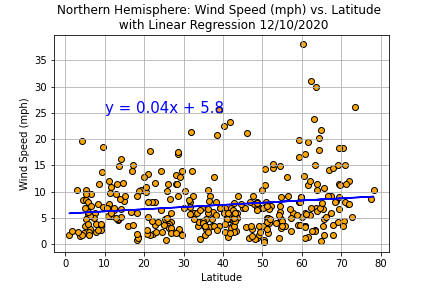 Northern Hemisphere: Wind Speed (mph) vs. Latitude
with Linear Regression 12/10/2020
35
30
25
20
15
10
5
0
Wind Speed (mph)
y = 0.04x + 5.8
0 10 20 30 40 50 60 70 80
Latitude